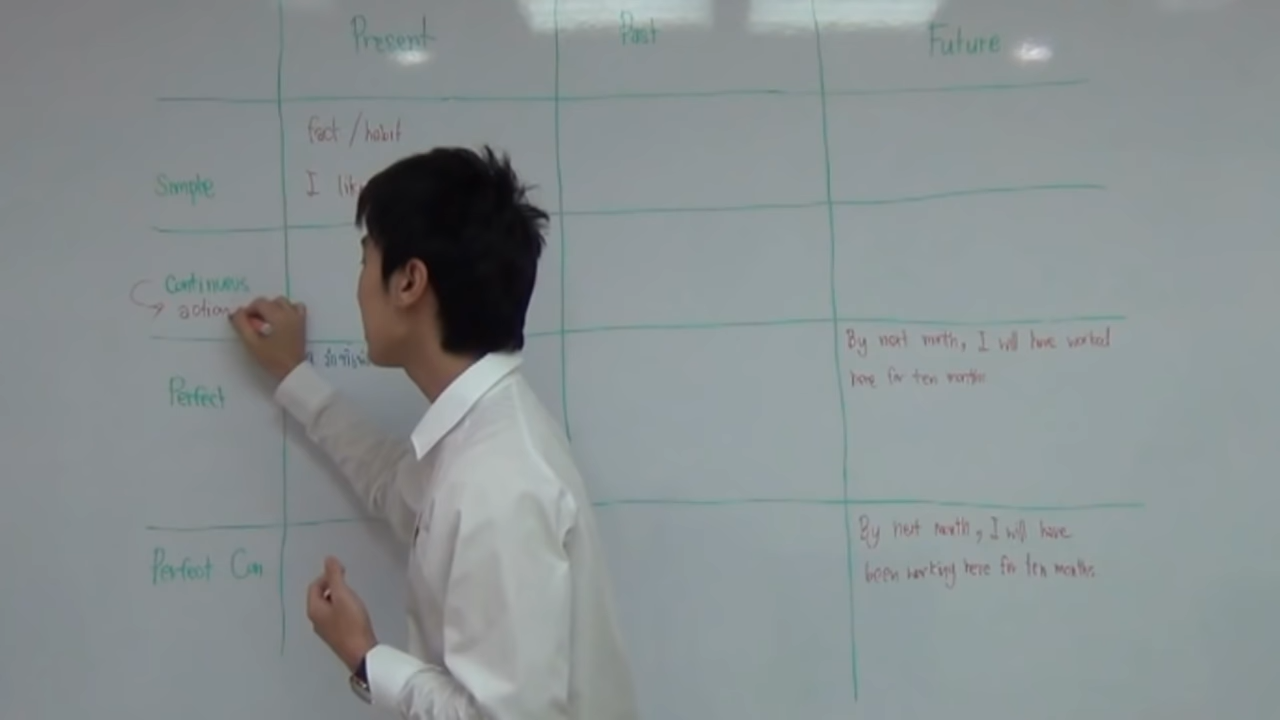 Present Past Future
fact / habit
Simple I
Continuous
action
Perfect
By next month, I will have worked
here for ten months
Perfect Con
By next month, I will have
been working here for ten months